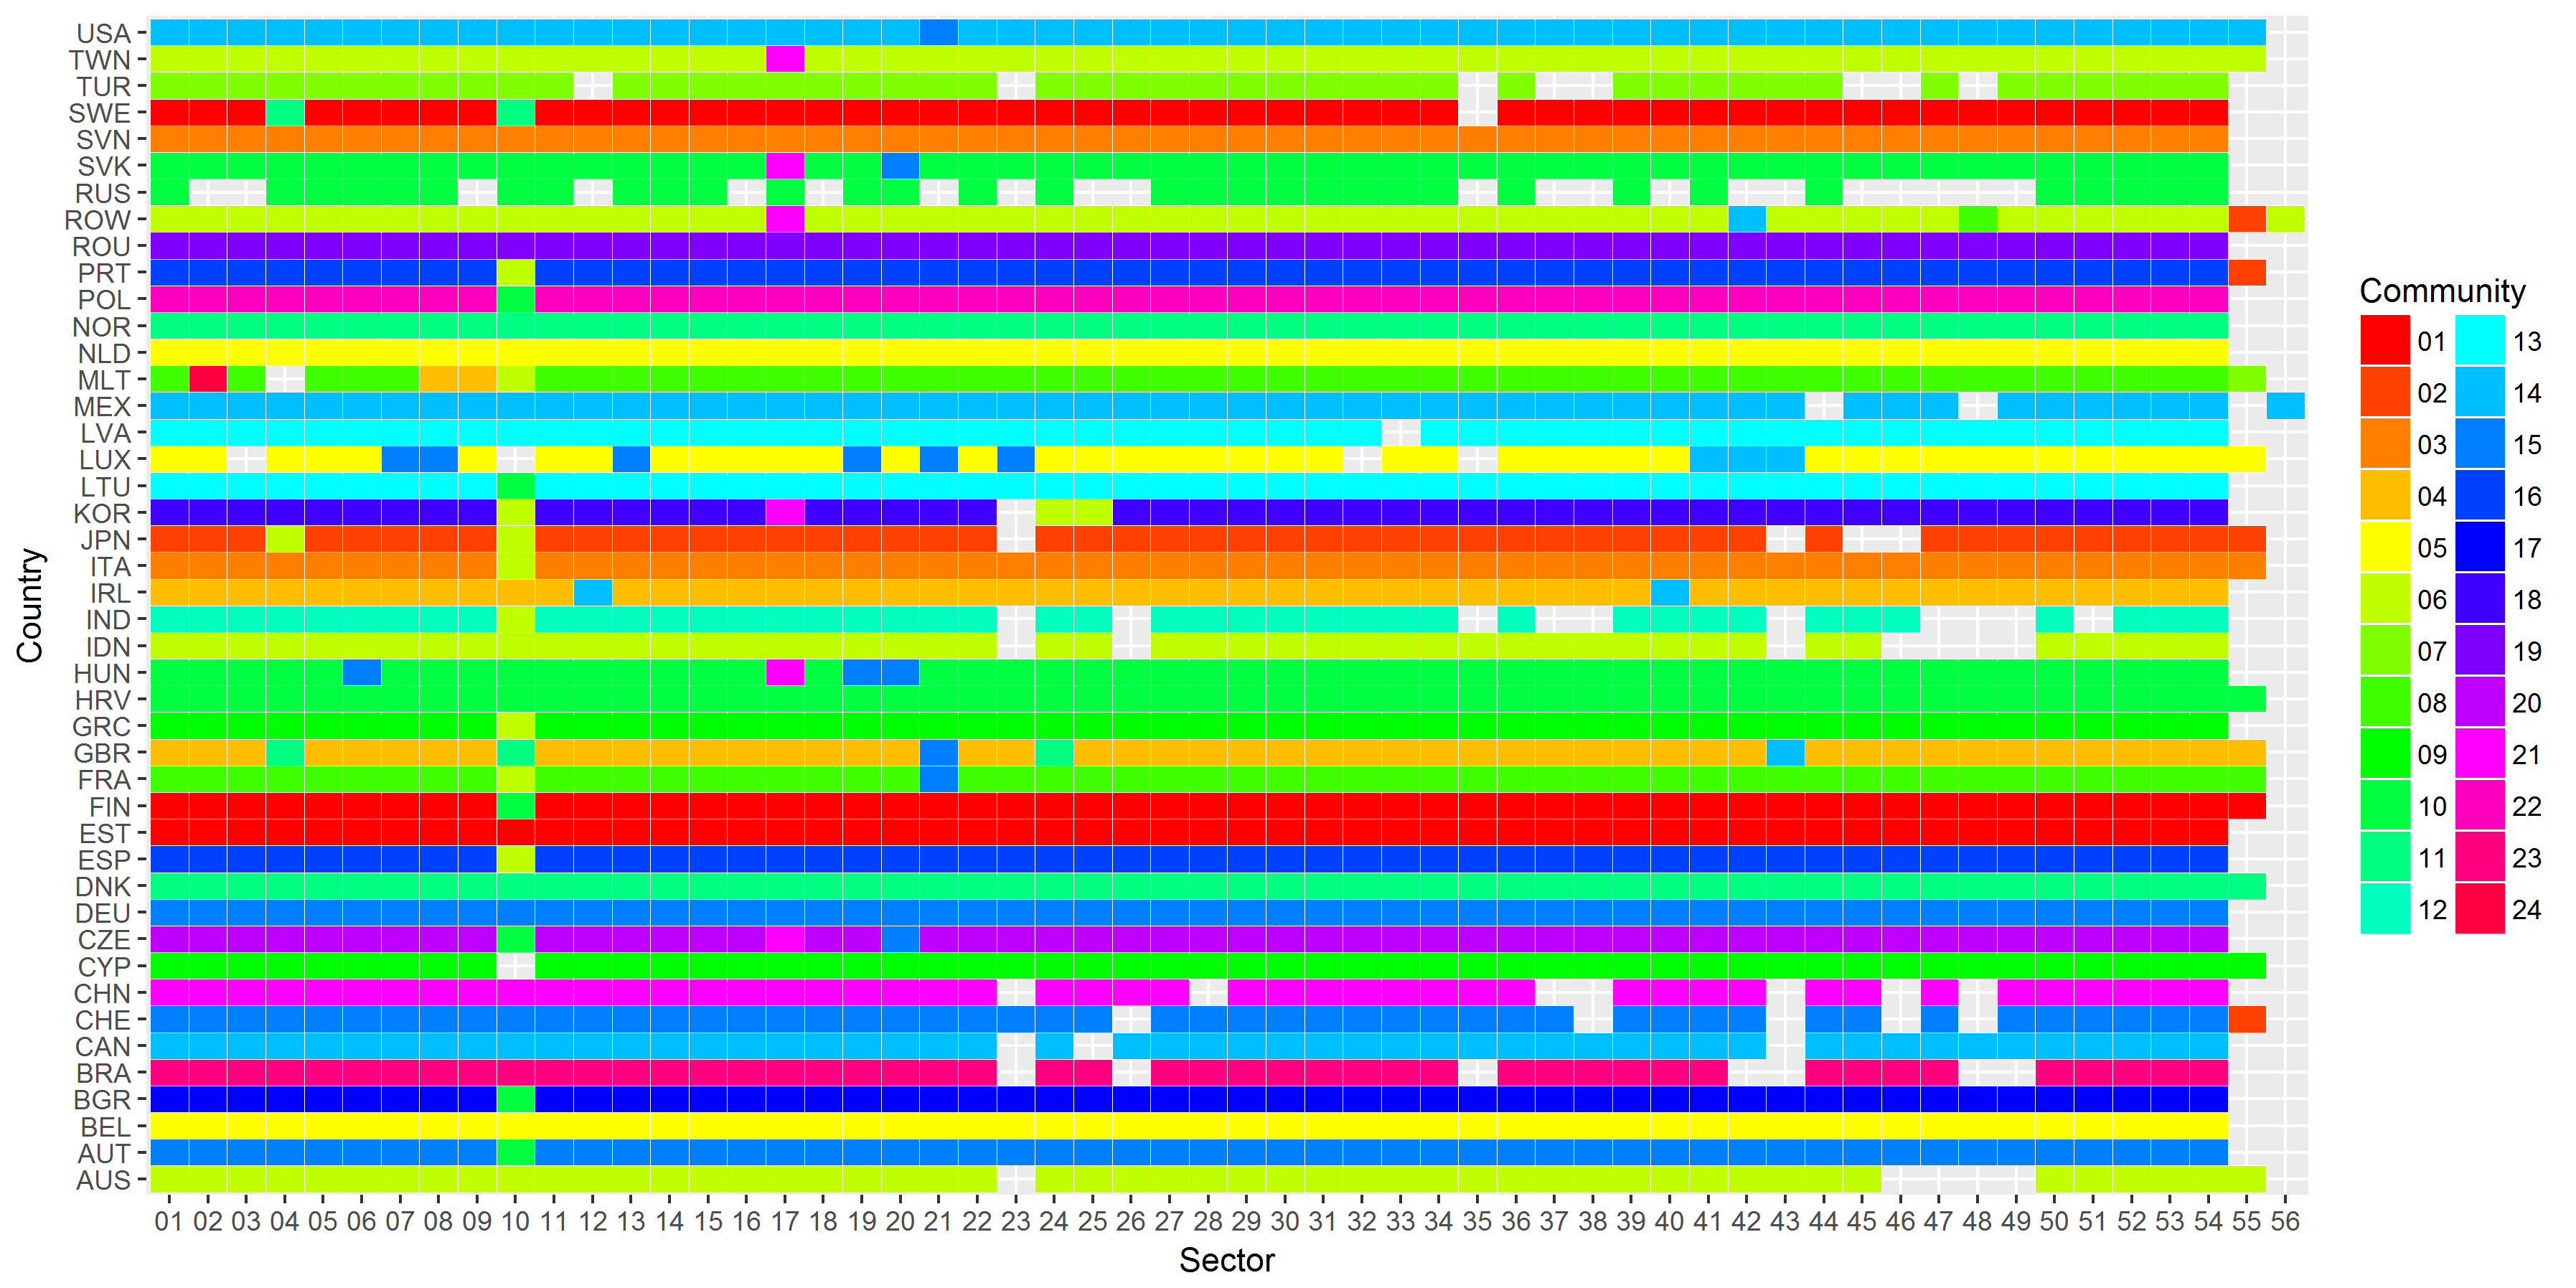 Country
USA
TWN
TUR
SWE
SVN
SVK
RUS
ROW
ROU
PRT
POL
NOR
NLD
MLT
MEX
LVA
LUX
LTU
KOR
JPN
ITA
IRL
IND
IDN
HUN
HRV
GRC
GBR
FRA
FIN
EST
ESP
DNK
DEU
CZE
CYP
CHN
CHE
CAN
BRA
BGR
BEL
AUT
AUS
01 02 03 04 05 06 07 08 09 10 11 12 13 14 15 16 17 18 19 20 21 22 23 24 25 26 27 28 29 30 31 32 33 34 35 36 37 38 39 40 41 42 43 44 45 46 47 48 49 50 51 52 53 54 55 56
Sector
Community
01 13
02 14
03 15
04 16
05 17
06 18
07 19
08 20
09 21
10 22
11 23
12 24